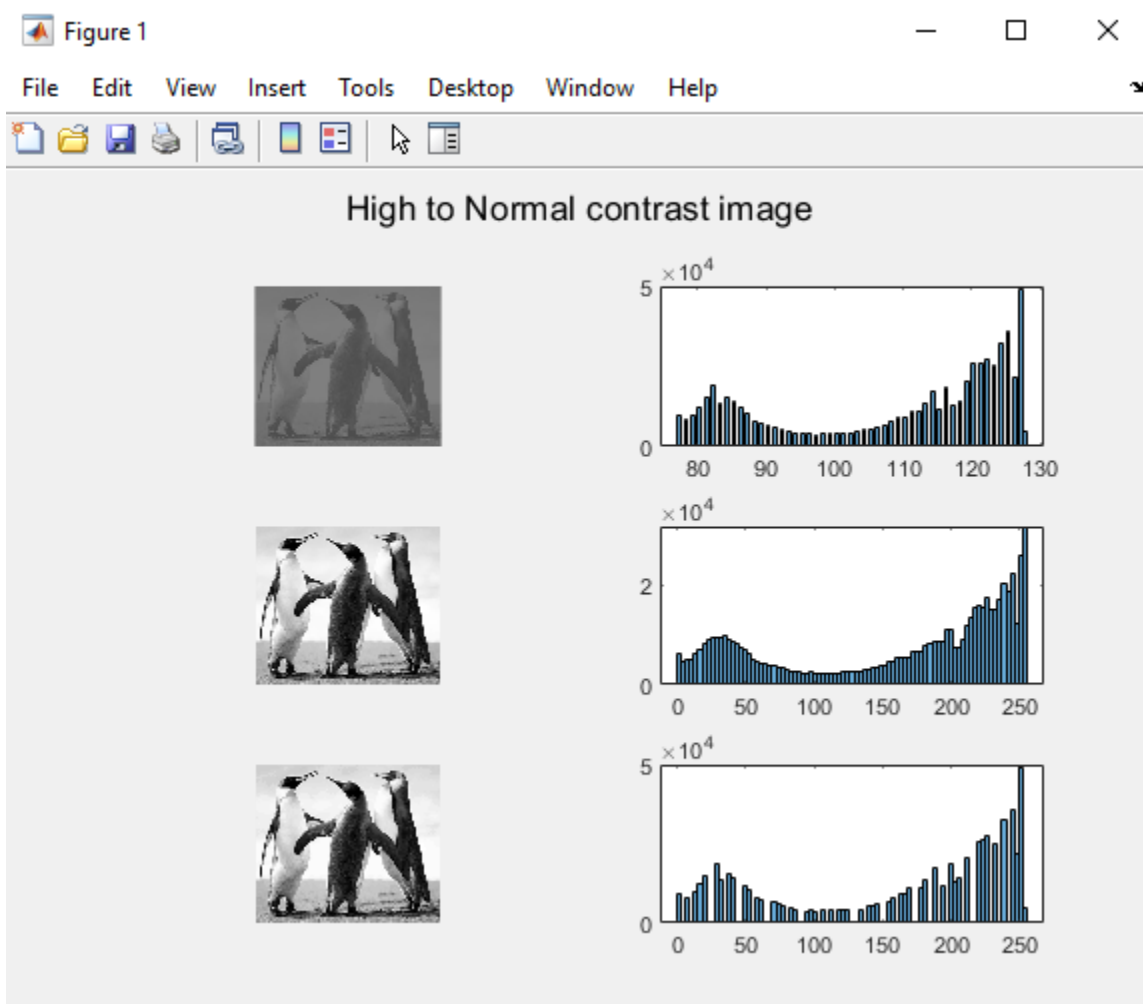 Figure 1
File Edit View Insert Tools Desktop Window Help
High to Normal contrast image
×10^4
5
0
80 90 100 110 120 130
×10^4
2
0
0 50 100 150 200 250
×10^4
5
0
0 50 100 150 200 250